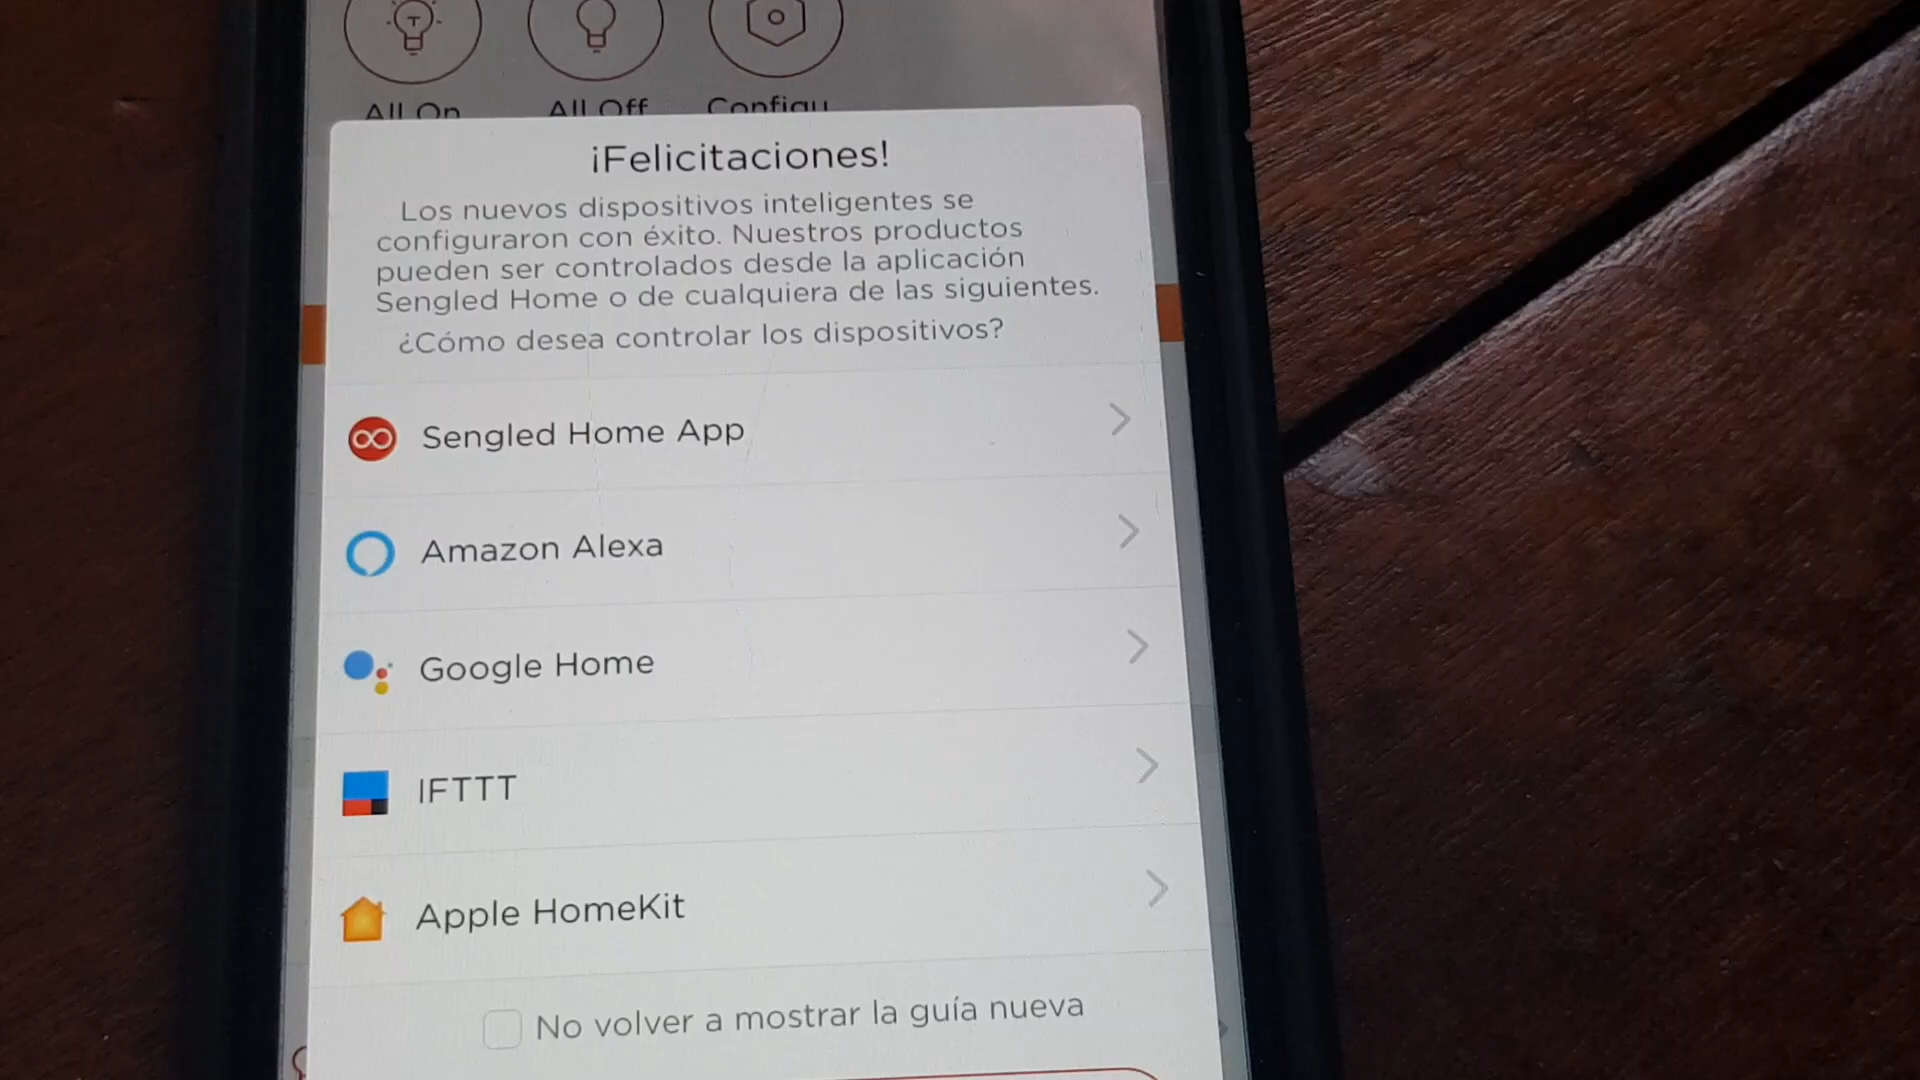 All On
All Off
Configu
¡Felicitaciones!
Los nuevos dispositivos inteligentes se
configuraron con éxito. Nuestros productos
pueden ser controlados desde la aplicación
Sengled Home o de cualquiera de las siguientes.
¿Cómo desea controlar los dispositivos?
Sengled Home App
Amazon Alexa
Google Home
IFTTT
Apple HomeKit
No volver a mostrar la guía nueva